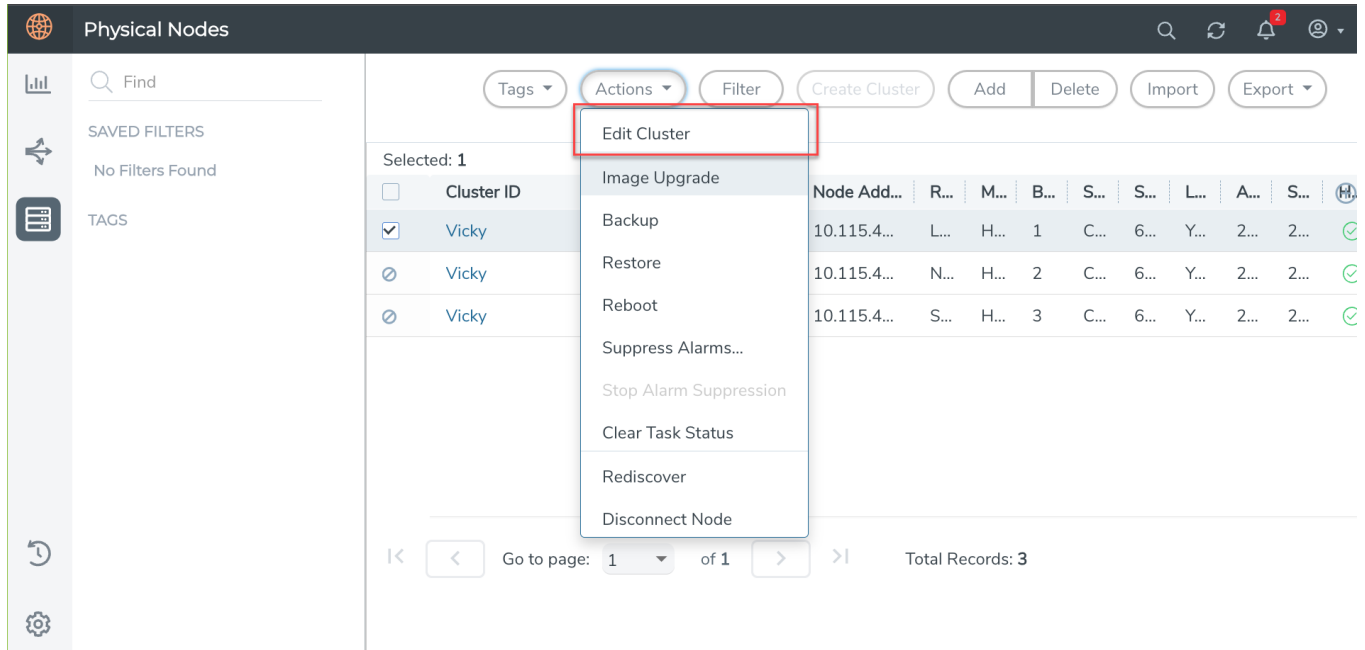 Physical Nodes
2
Find
SAVED FILTERS
No Filters Found
TAGS
Tags Actions Filter Create Cluster Add Delete Import Export
Edit Cluster
Image Upgrade
Backup
Restore
Reboot
Suppress Alarms...
Stop Alarm Suppression
Clear Task Status
Rediscover
Disconnect Node
Selected: 1
Cluster ID Node Add... R... M... B... S... S... L... A... S... H.
Vicky 10.115.4... L... H... 1 C... 6... Y... 2... 2...
Vicky 10.115.4... N... H... 2 C... 6... Y... 2... 2...
Vicky 10.115.4... S... H... 3 C... 6... Y... 2... 2...
Go to page: 1 of 1 Total Records: 3